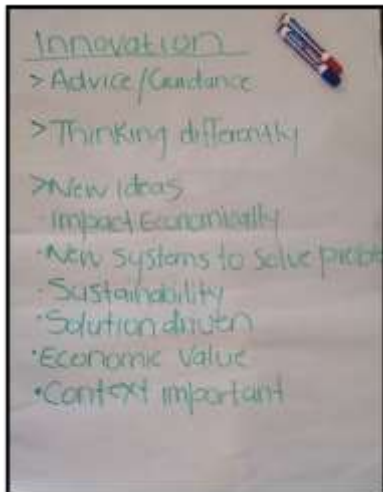 Innovation
> Advice/Guidance
> Thinking differently
> New ideas
- Impact Economically
• New systems to solve probl
• Sustainability
• Solution driven
• Economic Value
• Context important